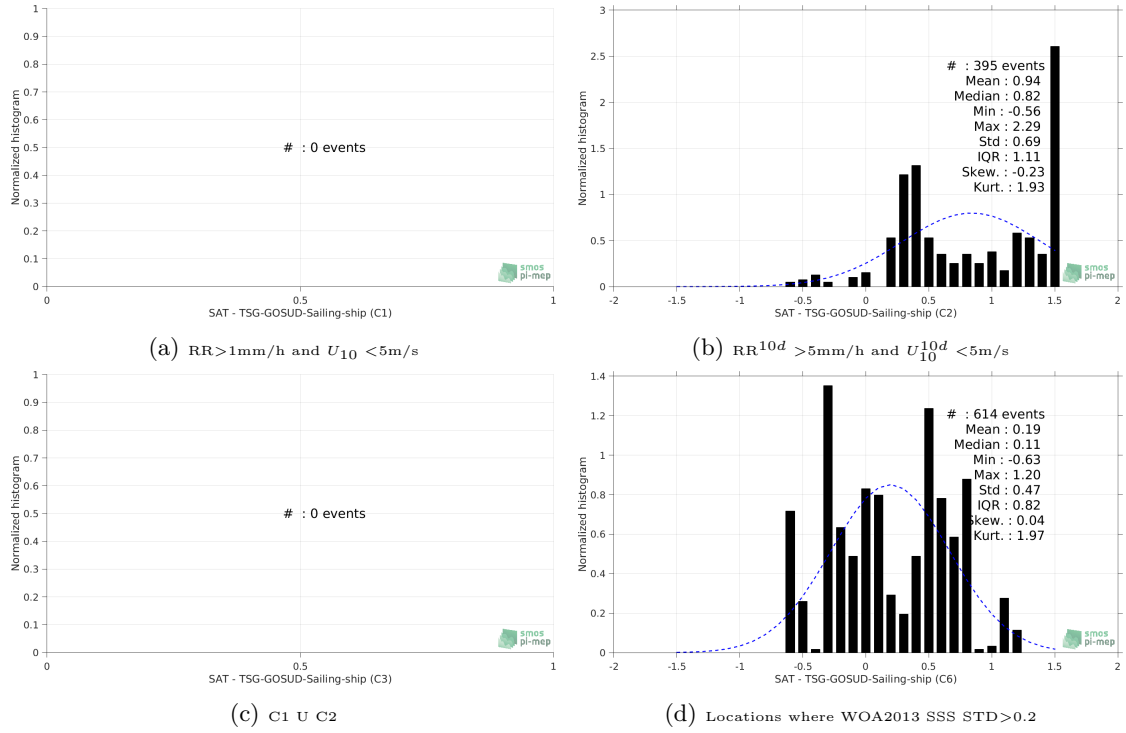 1
0.9
0.8
0.7
0.6
0.5
0.4
0.3
0.2
0.1
0
0 0.5 1
Normalized histogram
# : 0 events
smos
pi-mep
SAT - TSG-GOSUD-Sailing-ship (C1)
(a) RR>1mm/h and U10 <5m/s
3
2.5
2
1.5
1
0.5
0
-2 -1.5 -1 -0.5 0 0.5 1 1.5 2
Normalized histogram
# : 395 events
Mean : 0.94
Median : 0.82
Min : -0.56
Max : 2.29
Std : 0.69
IQR : 1.11
Skew. : -0.23
Kurt. : 1.93
smos
pi-mep
SAT - TSG-GOSUD-Sailing-ship (C2)
(b) RR10d >5mm/h and U10d10 <5m/s
1
0.9
0.8
0.7
0.6
0.5
0.4
0.3
0.2
0.1
0
0 0.5 1
Normalized histogram
# : 0 events
smos
pi-mep
SAT - TSG-GOSUD-Sailing-ship (C3)
(c) C1 U C2
1.4
1.2
1
0.8
0.6
0.4
0.2
0
-2 -1.5 -1 -0.5 0 0.5 1 1.5 2
Normalized histogram
# : 614 events
Mean : 0.19
Median : 0.11
Min : -0.63
Max : 1.20
Std : 0.47
IQR : 0.82
Skew. : 0.04
Kurt. : 1.97
smos
pi-mep
SAT - TSG-GOSUD-Sailing-ship (C6)
(d) Locations where WOA2013 SSS STD>0.2